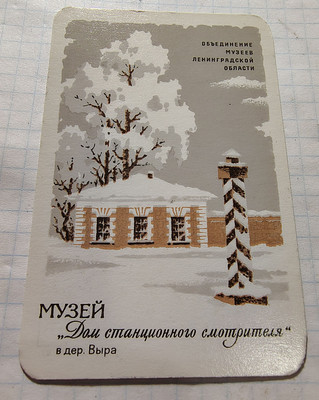 ОБЪЕДИНЕНИЕ
МУЗЕЕВ
ЛЕНИНГРАДСКОЙ
ОБЛАСТИ
МУЗЕЙ
„Дом станционного смотрителя“
в дер. Выра